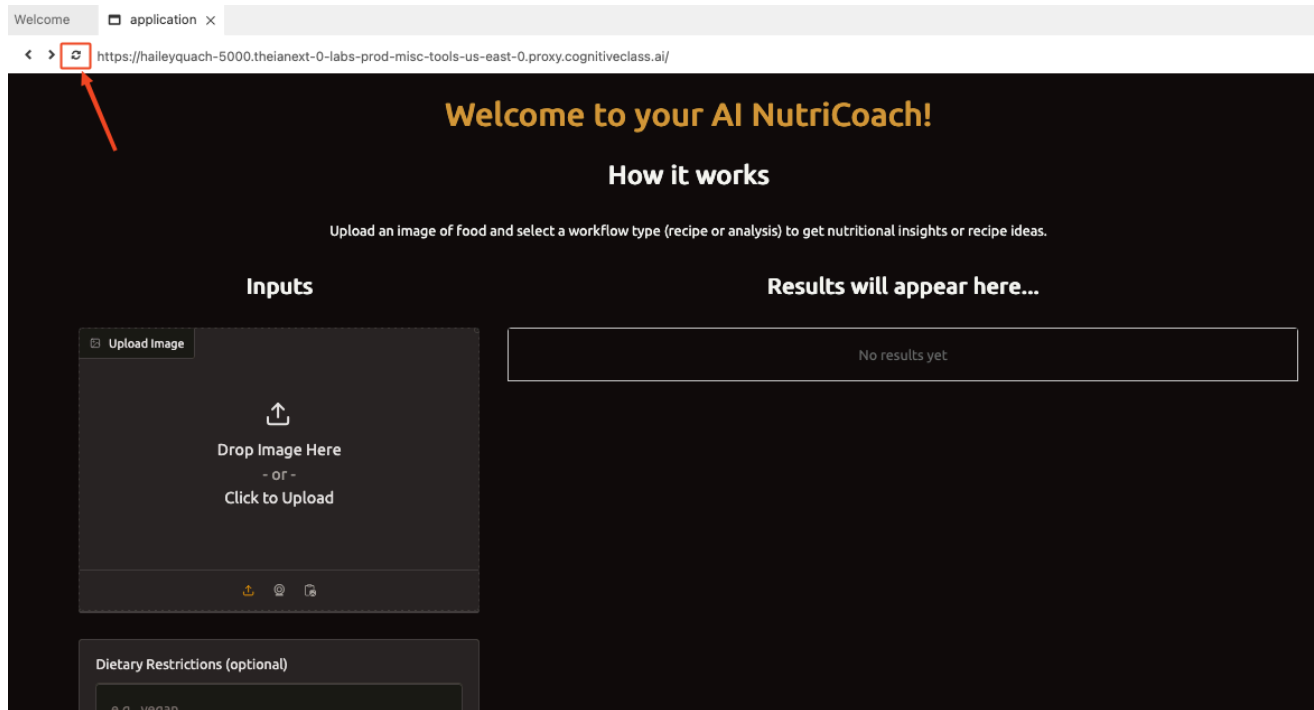 Welcome
application
https://haileyquach-5000.theianext-0-labs-prod-misc-tools-us-east-0.proxy.cognitiveclass.ai/
Welcome to your AI NutriCoach!
How it works
Upload an image of food and select a workflow type (recipe or analysis) to get nutritional insights or recipe ideas.
Inputs
Results will appear here...
Upload Image
No results yet
Drop Image Here
- or -
Click to Upload
Dietary Restrictions (optional)
e.g. vegan